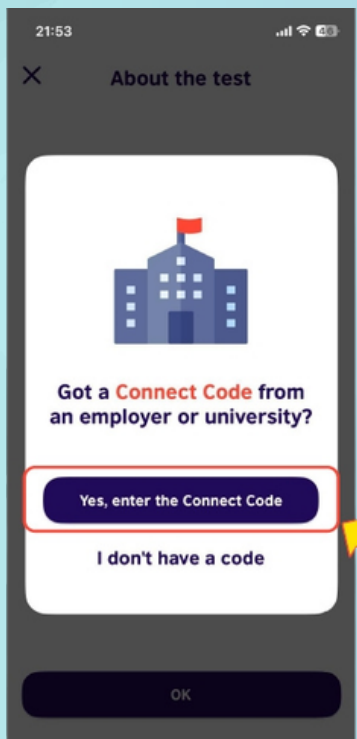 21:53
About the test
Got a Connect Code from
an employer or university?
Yes, enter the Connect Code
I don't have a code
OK